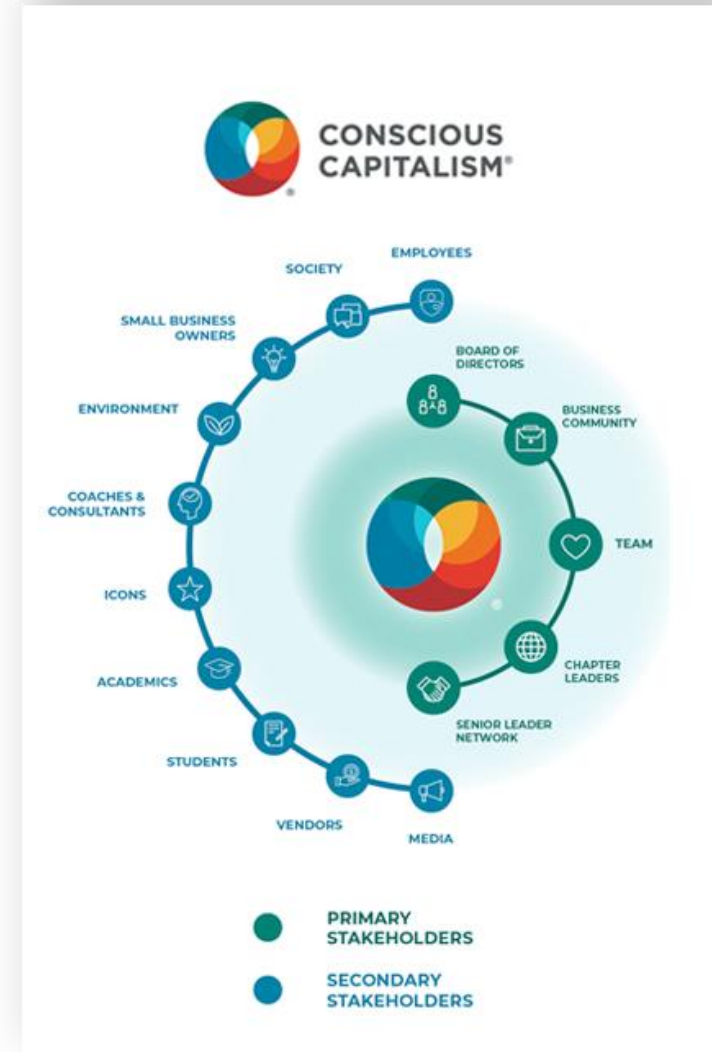 CONSCIOUS
CAPITALISM®
EMPLOYEES
SOCIETY
SMALL BUSINESS
OWNERS
ENVIRONMENT
COACHES &
CONSULTANTS
ICONS
ACADEMICS
STUDENTS
VENDORS
MEDIA
BOARD OF
DIRECTORS
BUSINESS
COMMUNITY
TEAM
CHAPTER
LEADERS
SENIOR LEADER
NETWORK
PRIMARY
STAKEHOLDERS
SECONDARY
STAKEHOLDERS